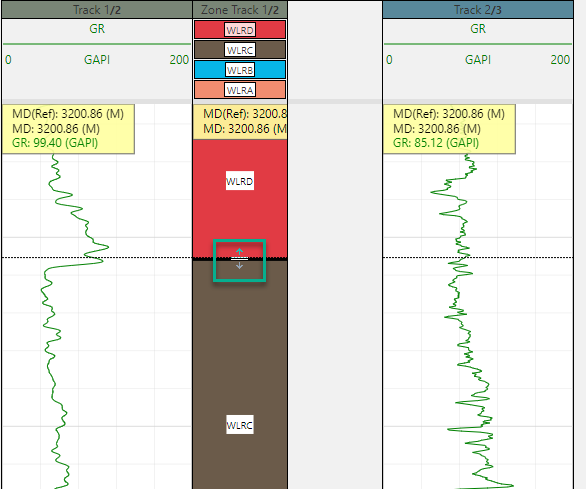 Track 1/2
GR
0 GAPI 200
MD(Ref): 3200.86 (M)
MD: 3200.86 (M)
GR: 99.40 (GAPI)
Zone Track 1/2
WLRD
WLRC
WLRB
WLRA
MD(Ref): 3200.8
MD: 3200.86 (M
WLRD
WLRC
Track 2/3
GR
0 GAPI 200
MD(Ref): 3200.86 (M)
MD: 3200.86 (M)
GR: 85.12 (GAPI)